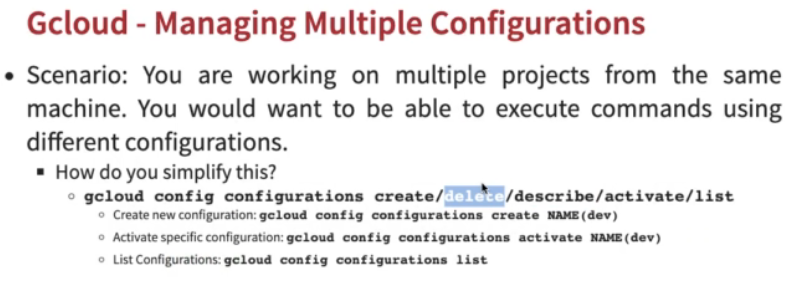 Gcloud - Managing Multiple Configurations
• Scenario: You are working on multiple projects from the same
machine. You would want to be able to execute commands using
different configurations.
▪ How do you simplify this?
◦ gcloud config configurations create/delete/describe/activate/list
◦ Create new configuration: gcloud config configurations create NAME(dev)
◦ Activate specific configuration: gcloud config configurations activate NAME(dev)
◦ List Configurations: gcloud config configurations list